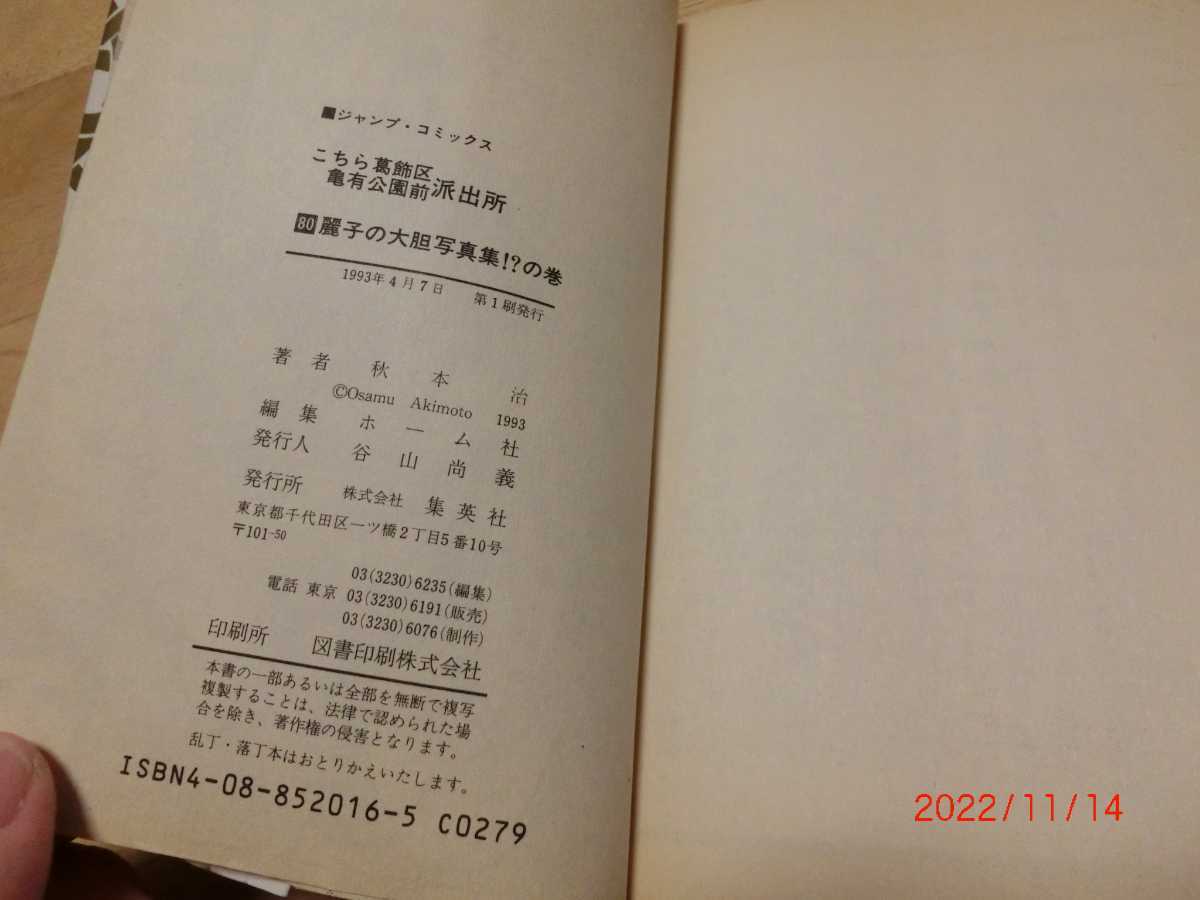 ■ジャンプ・コミックス
こちら葛飾区
亀有公園前派出所
80麗子の大胆写真集!?の巻
1993年4月7日 第1刷発行
著者 秋本治
©Osamu Akimoto 1993
編集 ホーム社
発行人 谷山尚義
発行所 株式会社 集英社
東京都千代田区一ツ橋2丁目5番10号
〒101-50
03(3230)6235(編集)
電話 東京 03(3230)6191(販売)
03(3230)6076(制作)
印刷所 図書印刷株式会社
本書の一部あるいは全部を無断で複写
複製することは、法律で認められた場
合を除き、著作権の侵害となります。
乱丁・落丁本はおとりかえいたします。
ISBN4-08-852016-5 C0279
2022/11/14